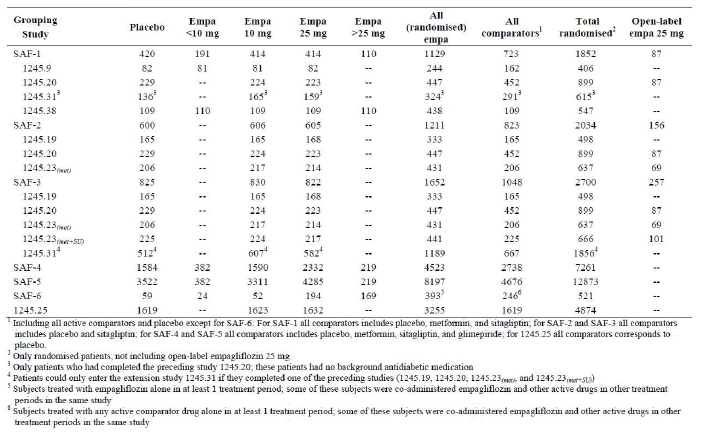 Grouping Study Placebo Empa <10 mg Empa 10 mg Empa 25 mg Empa >25 mg All (randomised) empa All comparators1 Total randomised2 Open-label empa 25 mg
SAF-1 420 191 414 414 110 1129 723 1852 87
1245.9 82 81 81 82 -- 244 162 406 --
1245.20 229 -- 224 223 -- 447 452 899 87
1245.313 1363 -- 1653 1593 -- 3243 2913 6153 --
1245.38 109 110 109 109 110 438 109 547 --
SAF-2 600 -- 606 605 -- 1211 823 2034 156
1245.19 165 -- 165 168 -- 333 165 498 --
1245.20 229 -- 224 223 -- 447 452 899 87
1245.23(met) 206 -- 217 214 -- 431 206 637 69
SAF-3 825 -- 830 822 -- 1652 1048 2700 257
1245.19 165 -- 165 168 -- 333 165 498 --
1245.20 229 -- 224 223 -- 447 452 899 87
1245.23(met) 206 -- 217 214 -- 431 206 637 69
1245.23(met+SU) 225 -- 224 217 -- 441 225 666 101
1245.314 5124 -- 6074 5824 -- 1189 667 18564 --
SAF-4 1584 382 1590 2332 219 4523 2738 7261 --
SAF-5 3522 382 3311 4285 219 8197 4676 12873 --
SAF-6 59 24 52 194 169 3935 2466 521 --
1245.25 1619 -- 1623 1632 -- 3255 1619 4874 --
1 Including all active comparators and placebo except for SAF-6: For SAF-1 all comparators includes placebo, metformin, and sitagliptin; for SAF-2 and SAF-3 all comparators
includes placebo and sitagliptin; for SAF-4 and SAF-5 all comparators includes placebo, metformin, sitagliptin, and glimepiride; for 1245.25 all comparators corresponds to
placebo.
2 Only randomised patients, not including open-label empagliflozin 25 mg
3 Only patients who had completed the preceding study 1245.20; these patients had no background antidiabetic medication
4 Patients could only enter the extension study 1245.31 if they completed one of the preceding studies (1245.19, 1245.20, 1245.23(met), and 1245.23(met+SU))
5 Subjects treated with empagliflozin alone in at least 1 treatment period; some of these subjects were co-administered empagliflozin and other active drugs in other treatment
periods in the same study
6 Subjects treated with any active comparator drug alone in at least 1 treatment period; some of these subjects were co-administered empagliflozin and other active drugs in other
treatment periods in the same study